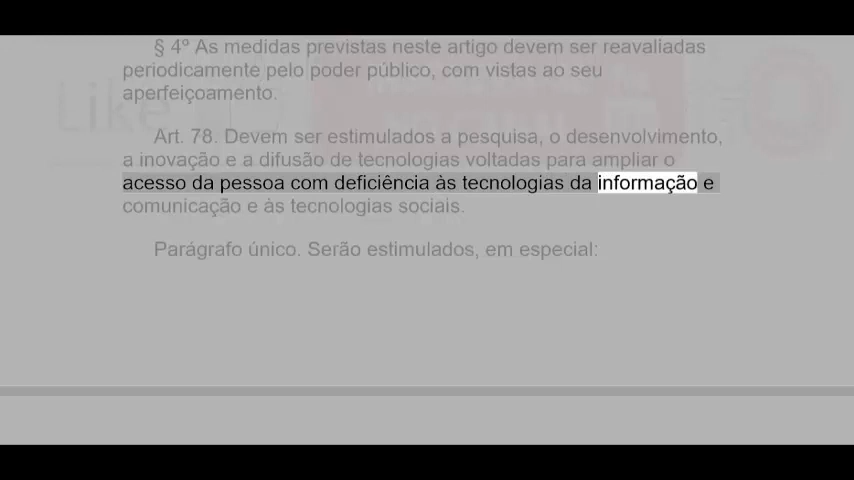 § 4º As medidas previstas neste artigo devem ser reavaliadas
periodicamente pelo poder público, com vistas ao seu
aperfeiçoamento.
Art. 78. Devem ser estimulados a pesquisa, o desenvolvimento,
a inovação e a difusão de tecnologias voltadas para ampliar o
acesso da pessoa com deficiência às tecnologias da informação e
comunicação e às tecnologias sociais.
Parágrafo único. Serão estimulados, em especial:
Like